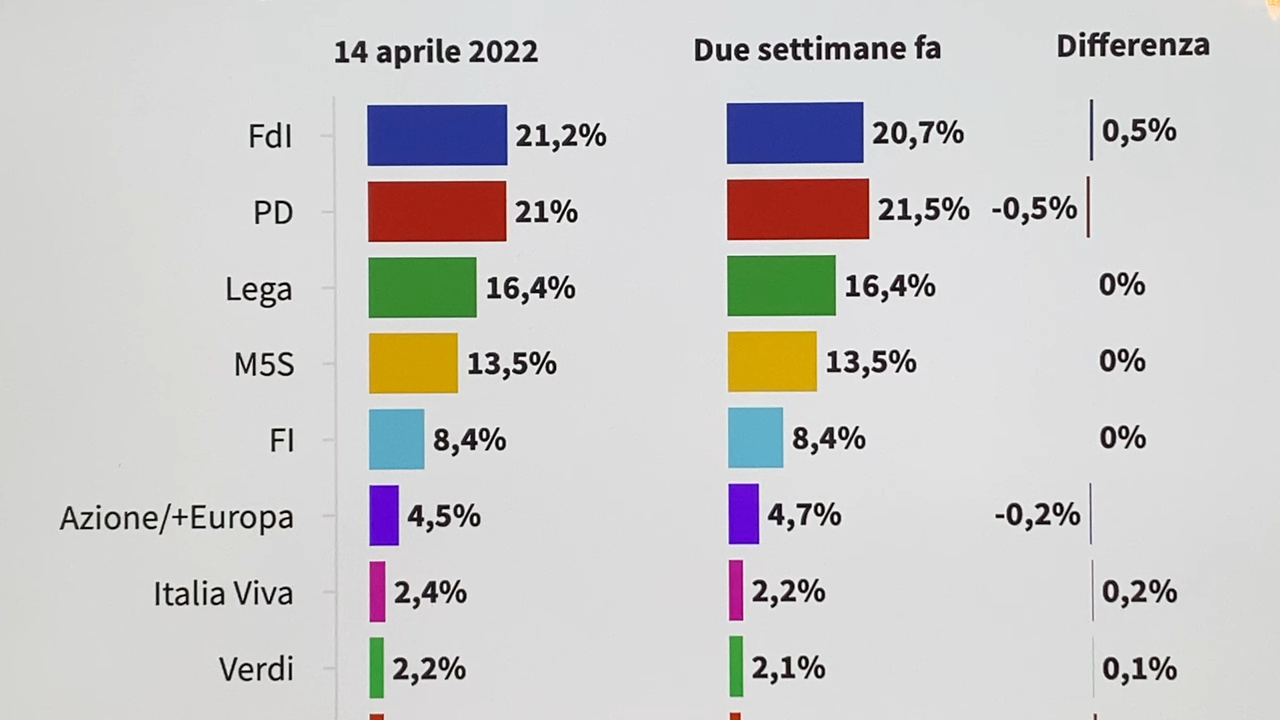 14 aprile 2022 Due settimane fa Differenza
FdI 21,2% 20,7% 0,5%
PD 21% 21,5% -0,5%
Lega 16,4% 16,4% 0%
M5S 13,5% 13,5% 0%
FI 8,4% 8,4% 0%
Azione/+Europa 4,5% 4,7% -0,2%
Italia Viva 2,4% 2,2% 0,2%
Verdi 2,2% 2,1% 0,1%